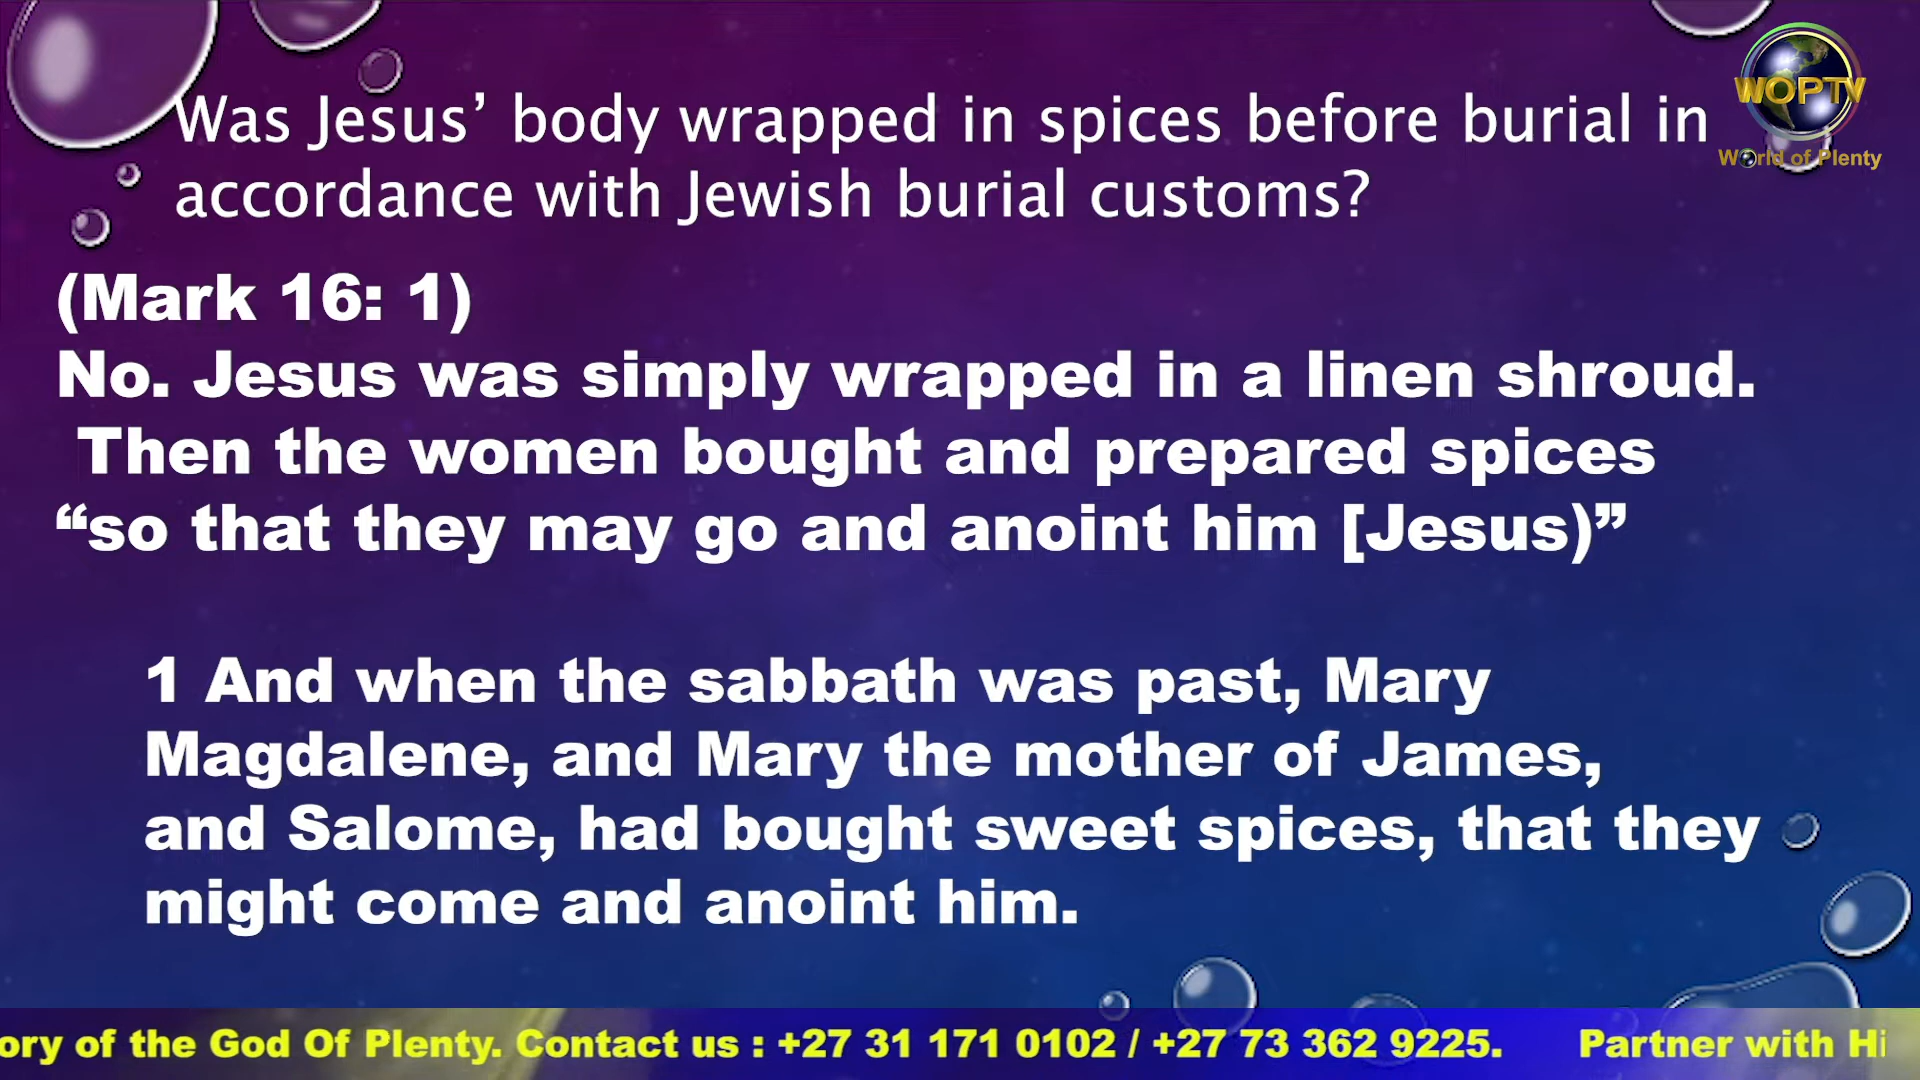 WOPTV
World of Plenty
Was Jesus’ body wrapped in spices before burial in
accordance with Jewish burial customs?
(Mark 16: 1)
No. Jesus was simply wrapped in a linen shroud.
Then the women bought and prepared spices
“so that they may go and anoint him [Jesus)”
1 And when the sabbath was past, Mary
Magdalene, and Mary the mother of James,
and Salome, had bought sweet spices, that they
might come and anoint him.
ory of the God Of Plenty. Contact us : +27 31 171 0102 / +27 73 362 9225. Partner with Hi